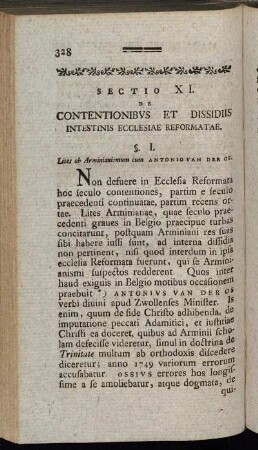 328
SECTIO XI.
DE
CONTENTIONIBVS ET DISSIDIIS
INTESTINIS ECCLESIAE REFORMATAE.
§. I.
Lites ob Arminianismum cum ANTONIO VAN DER OS.
Non defuere in Ecclesia Reformata
hoc seculo contentiones, partim e seculo
praecedenti continuatae, partim recens or-
tae. Lites Arminianae, quae seculo prae-
cedenti graues in Belgio praecipue turbas
concitarunt, postquam Arminiani res suas
sibi habere iussi sunt, ad interna dissidia
non pertinent, nisi quod interdum in ipsa
ecclesia Reformata fuerunt, qui se Armini-
anismi suspectos redderent. Quos inter
haud exiguis in Belgio motibus occasionem
praebuit *) ANTONIVS VAN DER OS
verbi diuini apud Zwollenses Minister. Is
enim, quum de fide Christo adhibenda, de
imputatione peccati Adamitici, et iustitiae
Christi ea doceret, quibus ad Arminii scho-
lam defecisse videretur, simul in doctrina de
Trinitate multum ab orthodoxis discedere
diceretur; anno 1749 variorum errorum
accusabatur. OSSIVS errores hos longis-
sime a se amoliebatur, atque dogmata, de
qui-